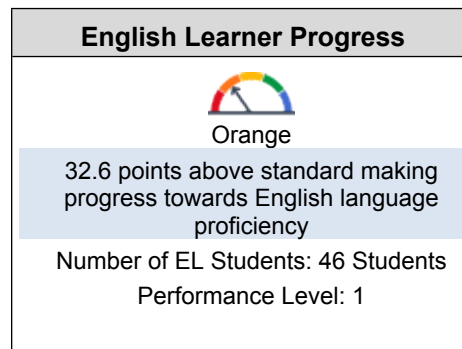 English Learner Progress
Orange
32.6 points above standard making
progress towards English language
proficiency
Number of EL Students: 46 Students
Performance Level: 1